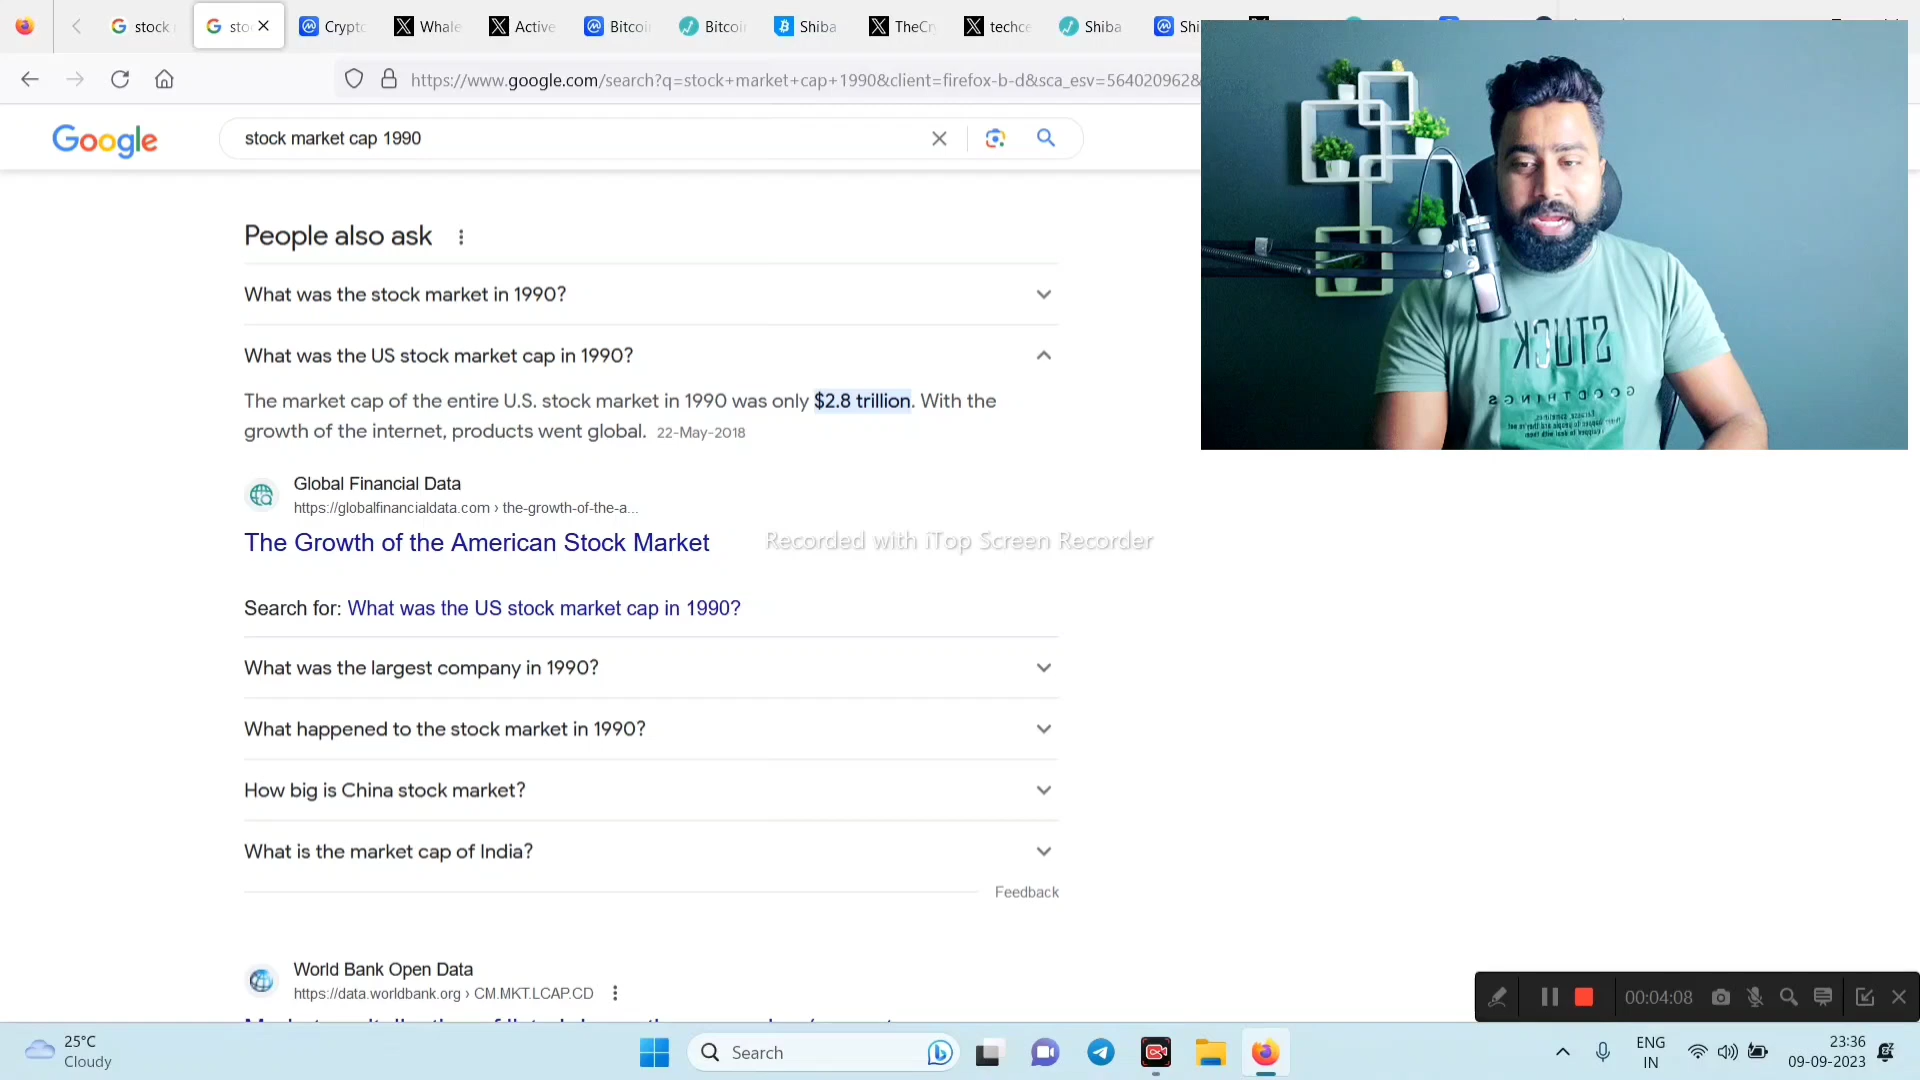 stock
sto
Crypto
Whale
Active
Bitcoi
Bitcoi
Shiba
TheCr
techce
Shiba
Shi
https://www.google.com/search?q=stock+market+cap+1990&client=firefox-b-d&sca_esv=564020962&
Google
stock market cap 1990
People also ask
What was the stock market in 1990?
What was the US stock market cap in 1990?
The market cap of the entire U.S. stock market in 1990 was only $2.8 trillion. With the
growth of the internet, products went global. 22-May-2018
Global Financial Data
https://globalfinancialdata.com › the-growth-of-the-a...
The Growth of the American Stock Market
Recorded with iTop Screen Recorder
Search for: What was the US stock market cap in 1990?
What was the largest company in 1990?
What happened to the stock market in 1990?
How big is China stock market?
What is the market cap of India?
Feedback
World Bank Open Data
https://data.worldbank.org › CM.MKT.LCAP.CD
STUCK
GOODTHINGS
00:04:08
25°C
Cloudy
Search
ENG
IN
23:36
09-09-2023